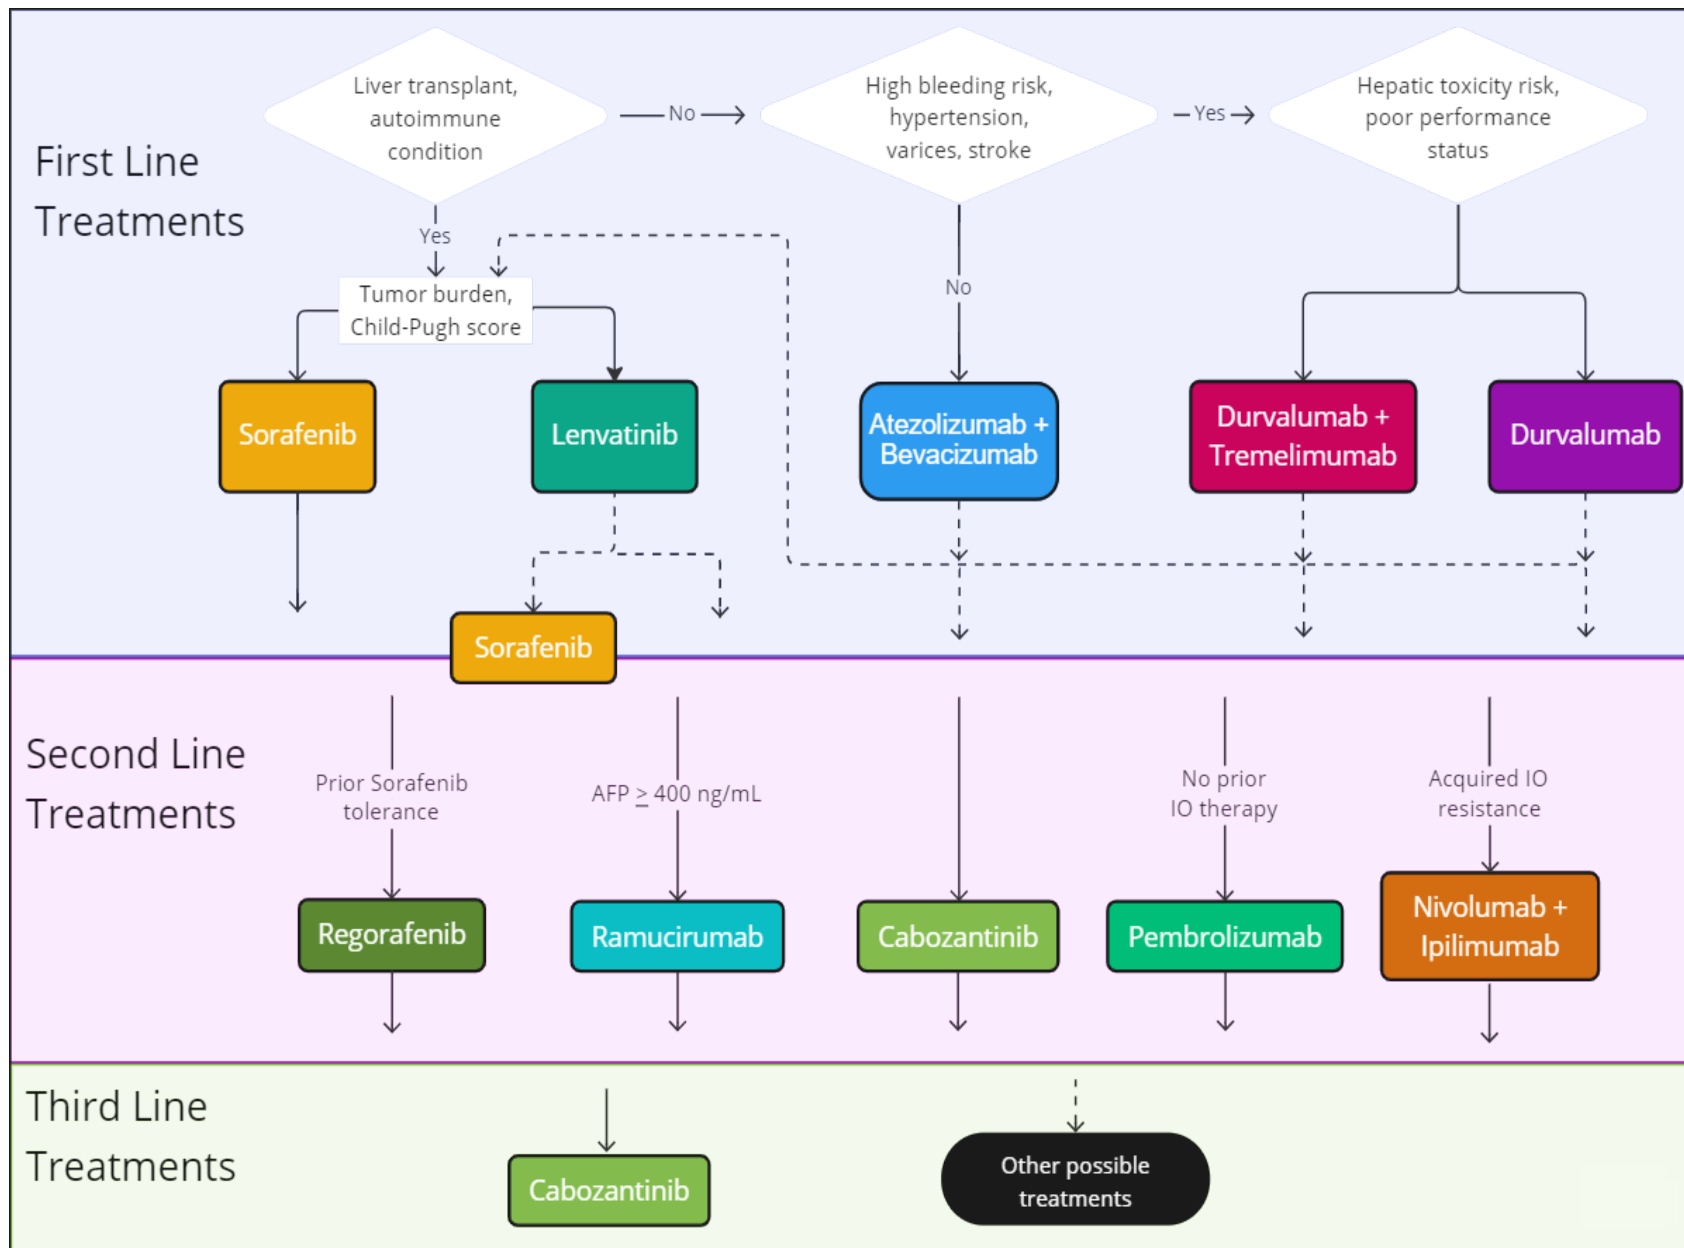 First Line
Treatments
Liver transplant,
autoimmune
condition
No
High bleeding risk,
hypertension,
varices, stroke
Yes
Hepatic toxicity risk,
poor performance
status
Yes
No
Tumor burden,
Child-Pugh score
Sorafenib
Lenvatinib
Atezolizumab +
Bevacizumab
Durvalumab +
Tremelimumab
Durvalumab
Sorafenib
Second Line
Treatments
Prior Sorafenib
tolerance
AFP ≥ 400 ng/mL
No prior
IO therapy
Acquired IO
resistance
Regorafenib
Ramucirumab
Cabozantinib
Pembrolizumab
Nivolumab +
Ipilimumab
Third Line
Treatments
Cabozantinib
Other possible
treatments